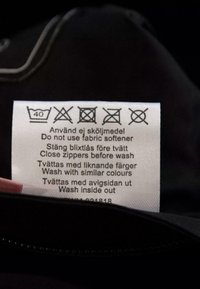 40
Använd ej sköljmedel
Do not use fabric softener
Stäng blixtlås före tvätt
Close zippers before wash
Tvättas med liknande färger
Wash with similar colours
Tvättas med avigsidan ut
Wash inside out